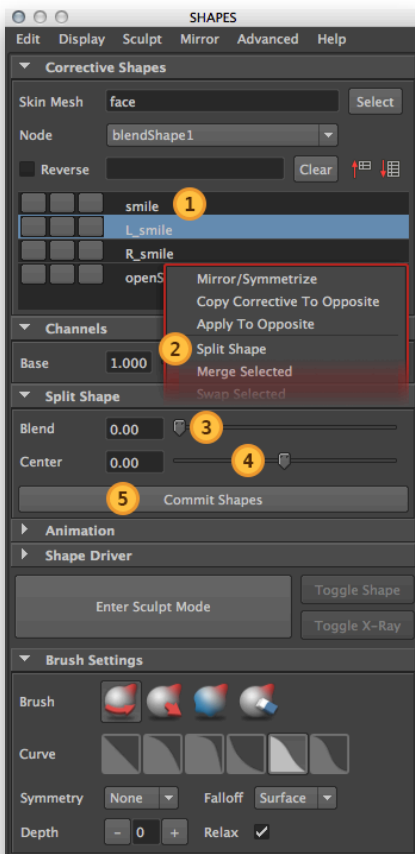 SHAPES
Edit Display Sculpt Mirror Advanced Help
Corrective Shapes
Skin Mesh face Select
Node blendShape1
Reverse Clear
smile 1
L_smile
R_smile
openS
Mirror/Symmetrize
Copy Corrective To Opposite
Apply To Opposite
Channels
2 Split Shape
Base 1.000
Merge Selected
Swap Selected
Split Shape
Blend 0.00 3
Center 0.00 4
5 Commit Shapes
Animation
Shape Driver
Enter Sculpt Mode
Toggle Shape
Toggle X-Ray
Brush Settings
Brush
Curve
Symmetry None Falloff Surface
Depth - 0 + Relax